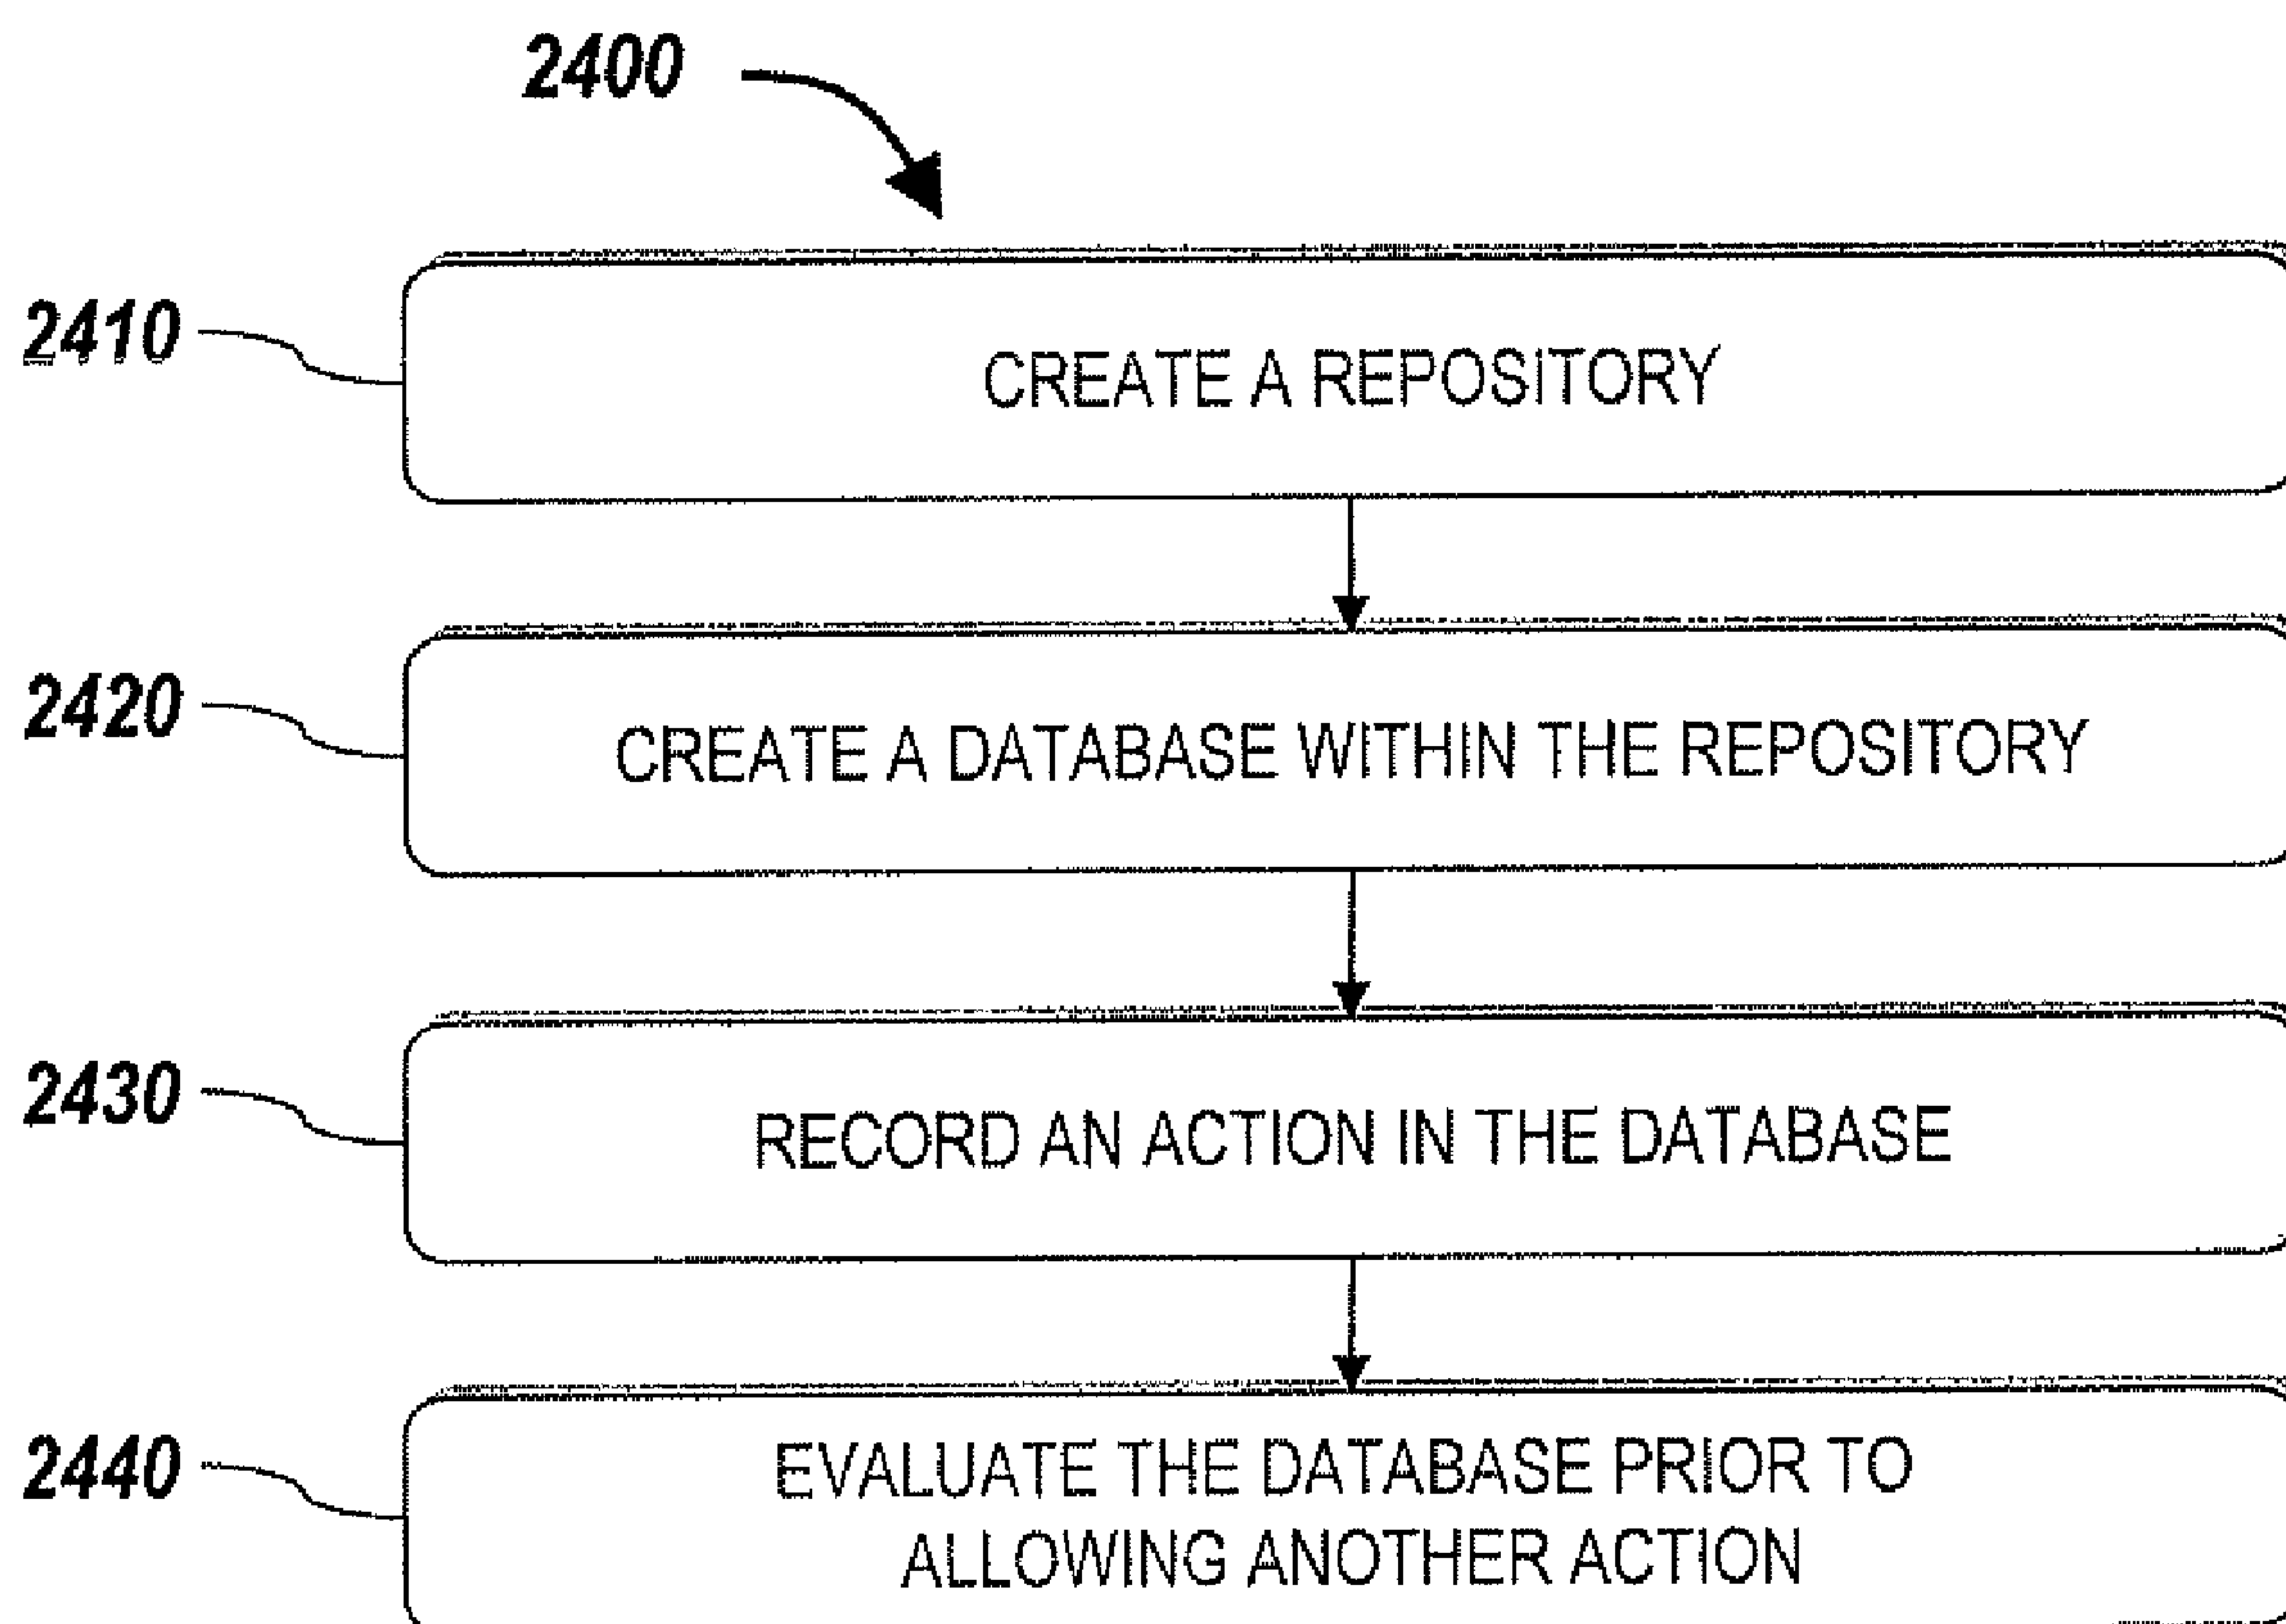 2400
2410
CREATE A REPOSITORY
2420
CREATE A DATABASE WITHIN THE REPOSITORY
2430
RECORD AN ACTION IN THE DATABASE
2440
EVALUATE THE DATABASE PRIOR TO
ALLOWING ANOTHER ACTION